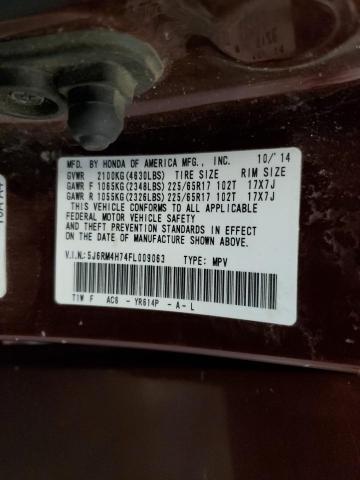 MFD. BY HONDA OF AMERICA MFG., INC. 10/'14
GVWR 2100KG(4630LBS) TIRE SIZE RIM SIZE
GAWR F 1065KG(2348LBS) 225/65R17 102T 17X7J
GAWR R 1055KG(2326LBS) 225/65R17 102T 17X7J
THIS VEHICLE CONFORMS TO ALL APPLICABLE
FEDERAL MOTOR VEHICLE SAFETY
AND THEFT PREVENTION STANDARDS IN EFFECT
ON THE DATE OF MANUFACTURE SHOWN ABOVE.
V.I.N.:5J6RM4H74FL009063 TYPE: MPV
TIW F AC6 -YR614P -A-L